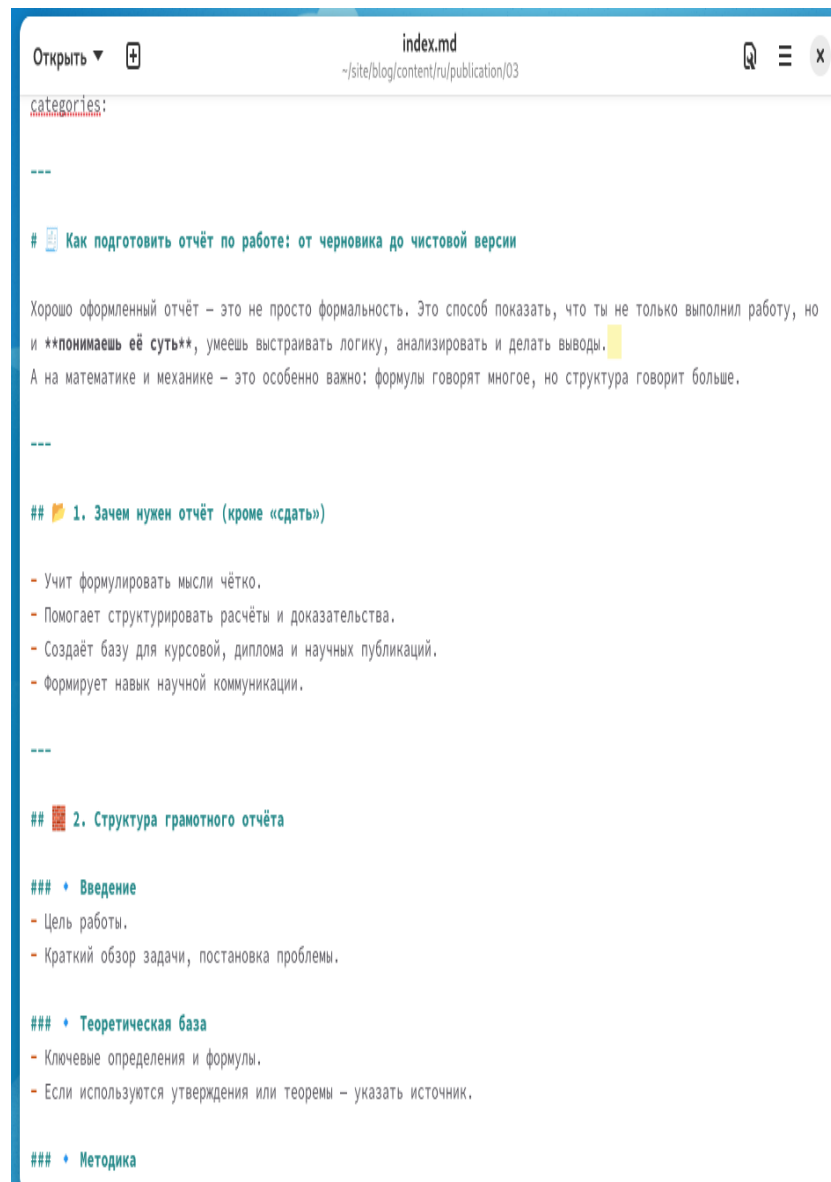 Открыть
index.md
~/site/blog/content/ru/publication/03
categories:
---
# 🧾 Как подготовить отчёт по работе: от черновика до чистовой версии
Хорошо оформленный отчёт — это не просто формальность. Это способ показать, что ты не только выполнил работу, но
и **понимаешь её суть**, умеешь выстраивать логику, анализировать и делать выводы.
А на математике и механике — это особенно важно: формулы говорят многое, но структура говорит больше.
---
## 📂 1. Зачем нужен отчёт (кроме «сдать»)
- Учит формулировать мысли чётко.
- Помогает структурировать расчёты и доказательства.
- Создаёт базу для курсовой, диплома и научных публикаций.
- Формирует навык научной коммуникации.
---
## 🧱 2. Структура грамотного отчёта
### 🔹 Введение
- Цель работы.
- Краткий обзор задачи, постановка проблемы.
### 🔹 Теоретическая база
- Ключевые определения и формулы.
- Если используются утверждения или теоремы — указать источник.
### 🔹 Методика